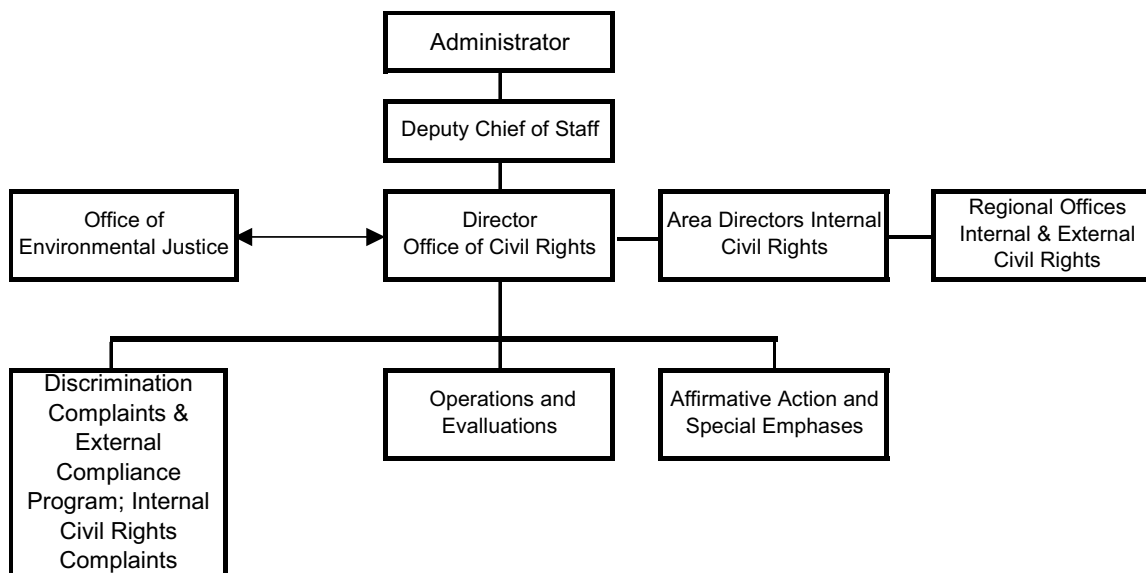 Administrator
Deputy Chief of Staff
Office of
Environmental Justice
Director
Office of Civil Rights
Area Directors Internal
Civil Rights
Regional Offices
Internal & External
Civil Rights
Discrimination
Complaints &
External
Compliance
Program; Internal
Civil Rights
Complaints
Operations and
Evalluations
Affirmative Action and
Special Emphases